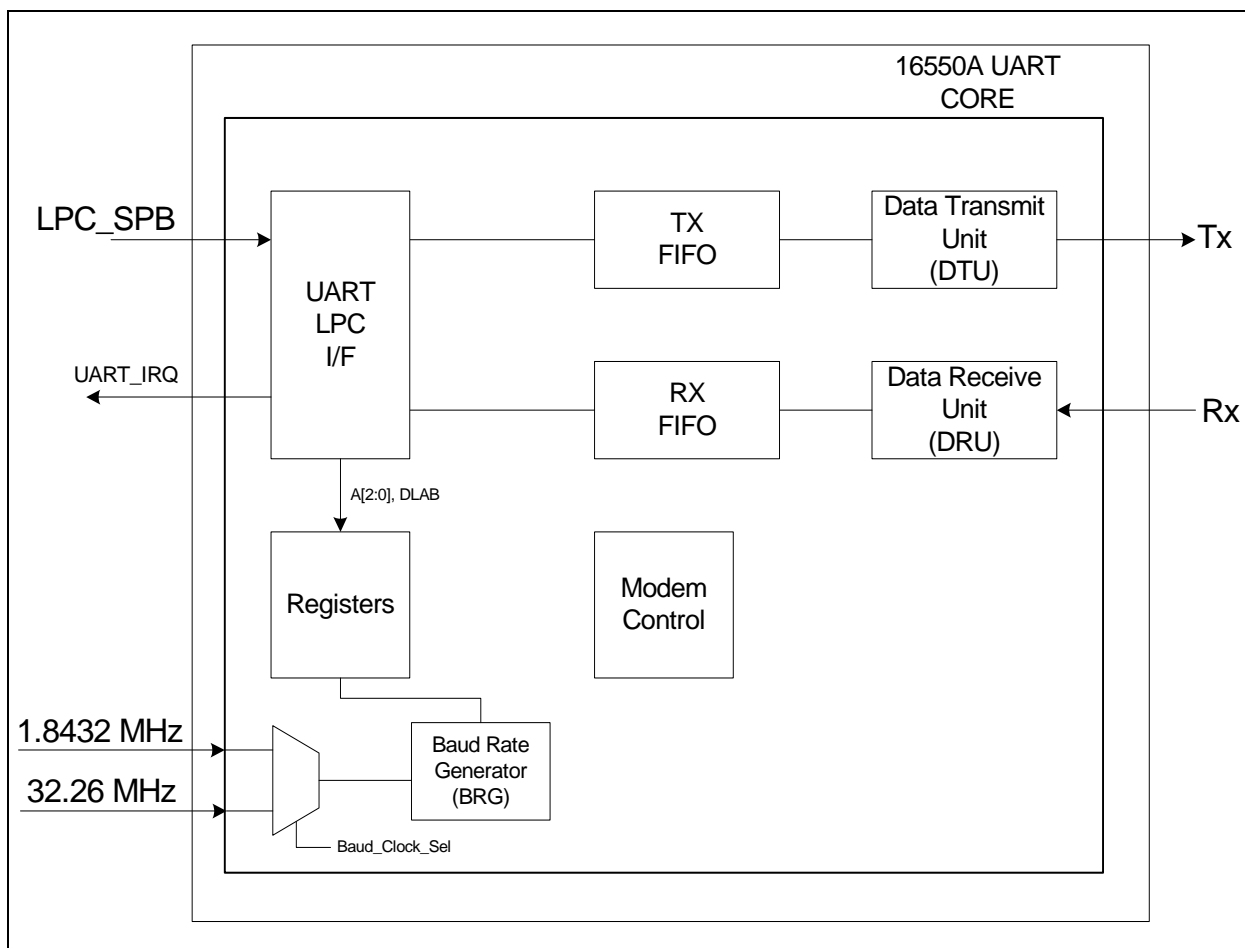 16550A UART
CORE
LPC_SPB
UART_IRQ
UART
LPC
I/F
TX
FIFO
Data Transmit
Unit
(DTU)
Tx
RX
FIFO
Data Receive
Unit
(DRU)
Rx
A[2:0], DLAB
Registers
Modem
Control
1.8432 MHz
32.26 MHz
Baud Rate
Generator
(BRG)
Baud_Clock_Sel